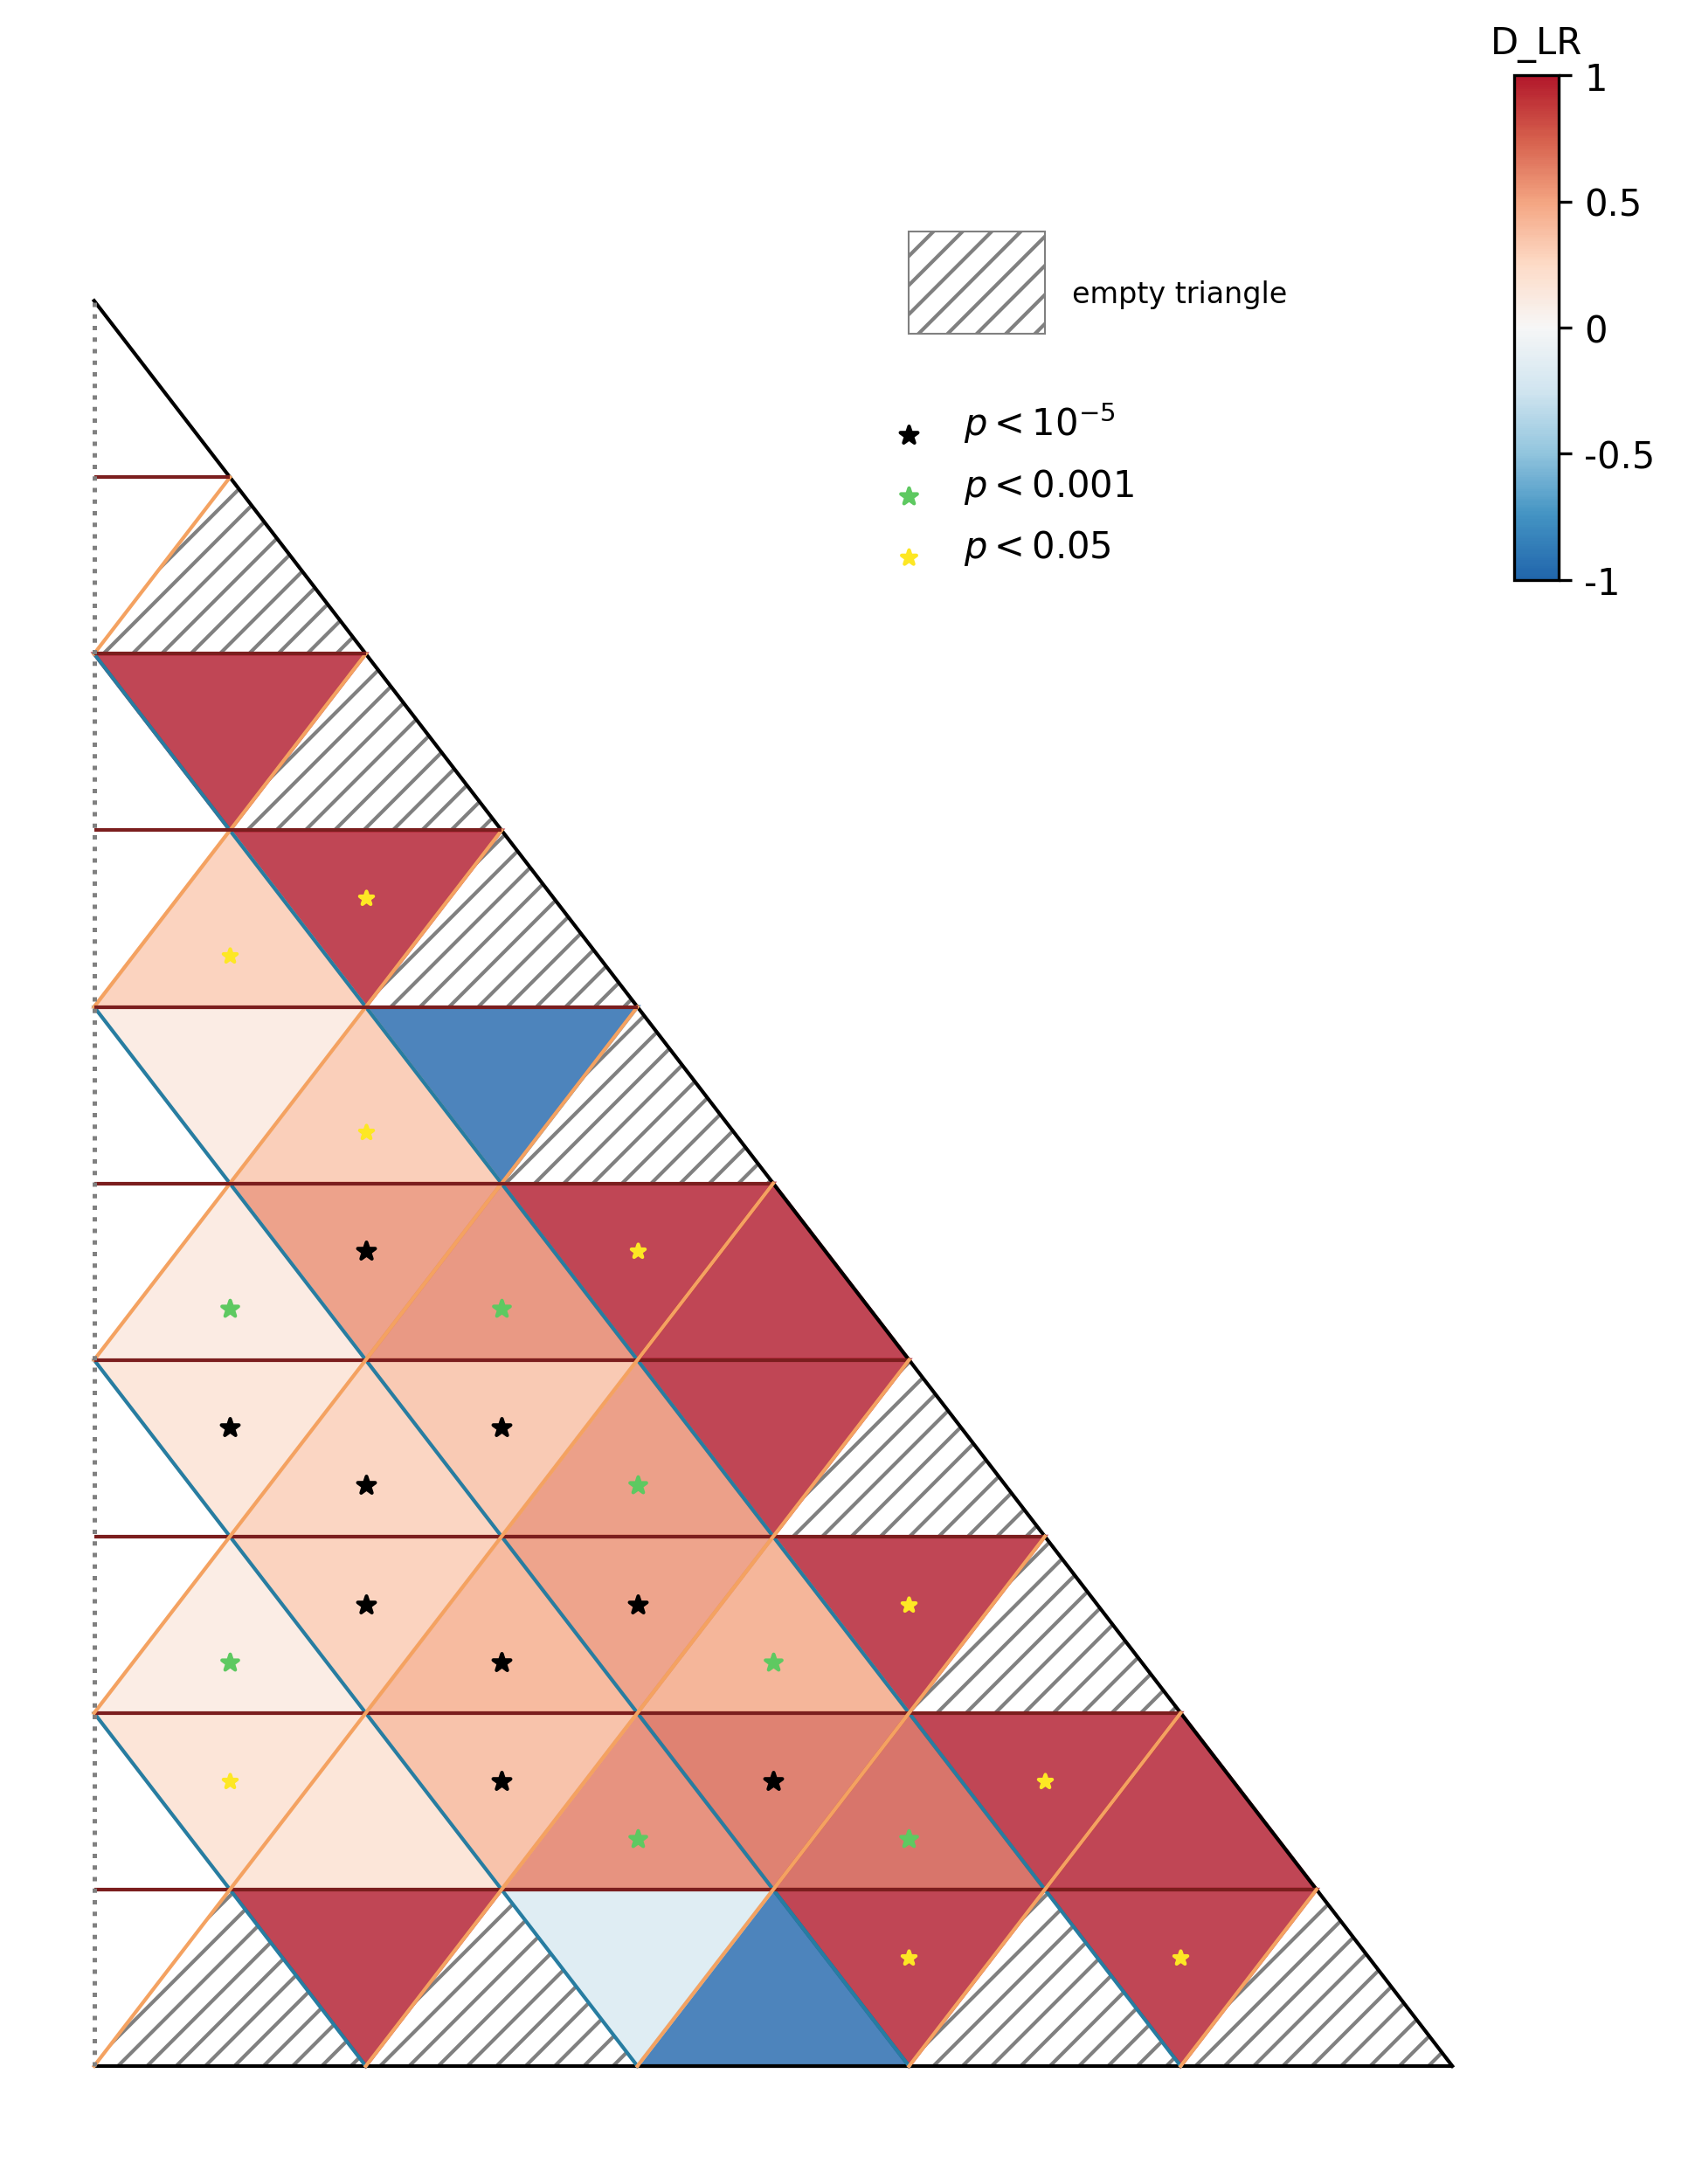 D_LR
1
0.5
0
-0.5
-1
empty triangle
p < 10⁻⁵
p < 0.001
p < 0.05